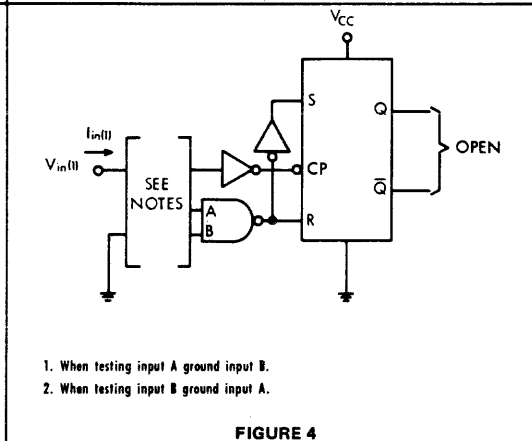 VCC
S
Q
Iin(1)
Vin(1)
SEE
NOTES
CP
OPEN
A
B
R
Q̅
1. When testing input A ground input B.
2. When testing input B ground input A.
FIGURE 4